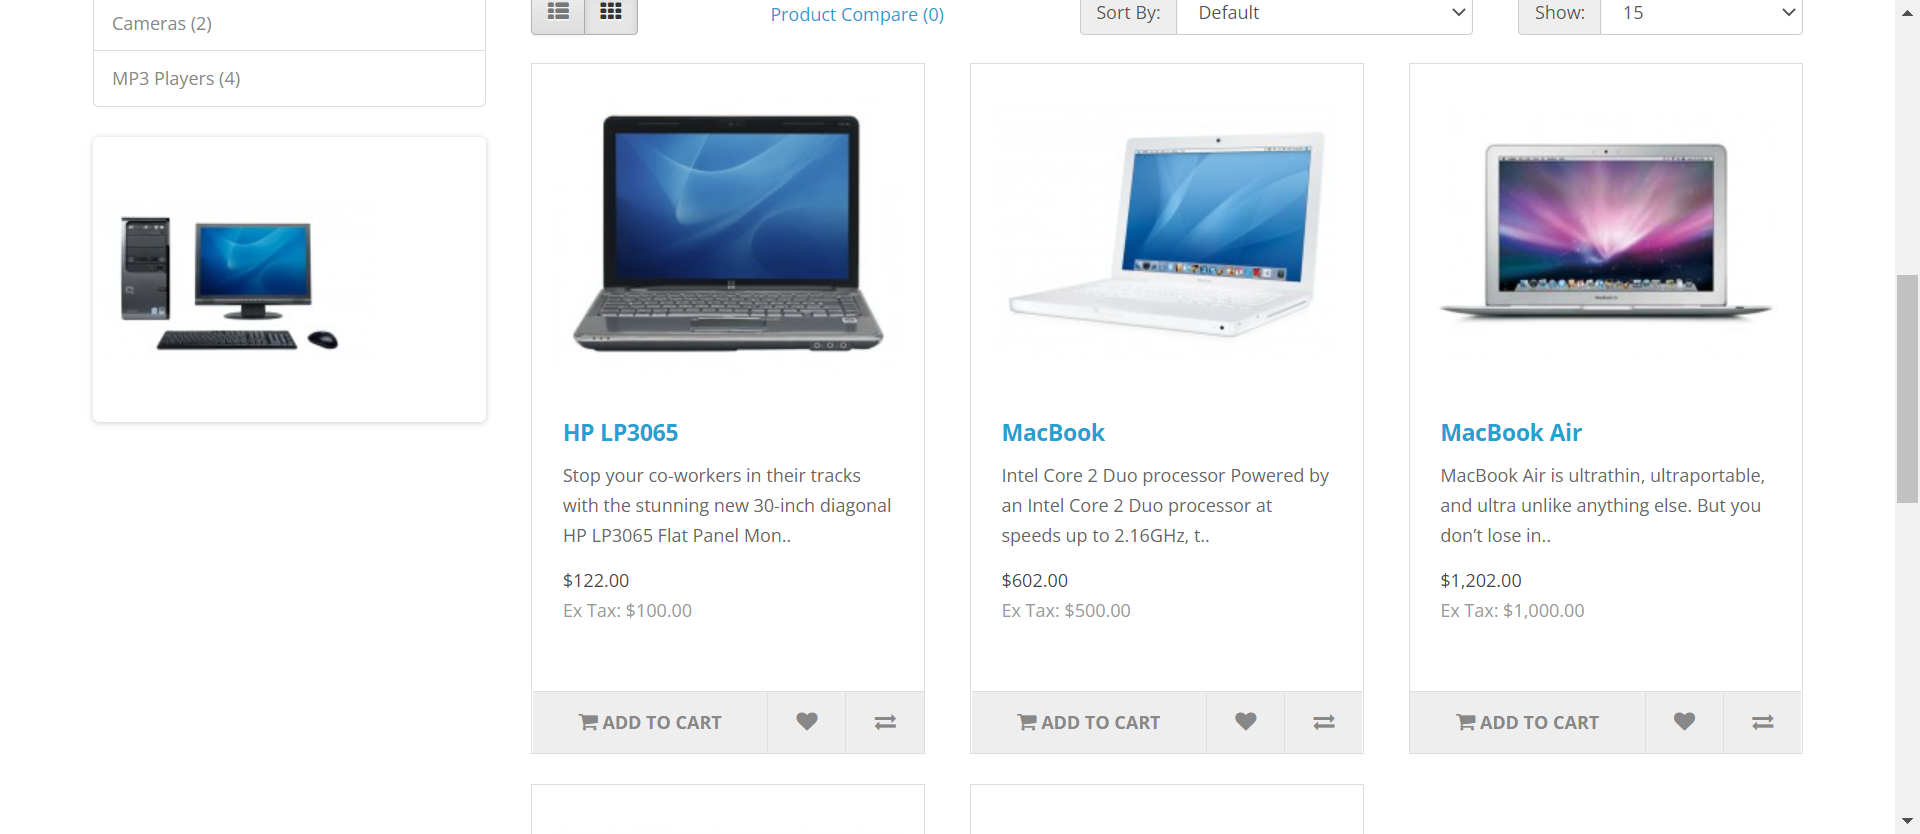 Cameras (2)
MP3 Players (4)
Product Compare (0)
Sort By:
Default
Show:
15
HP LP3065
Stop your co-workers in their tracks
with the stunning new 30-inch diagonal
HP LP3065 Flat Panel Mon..
$122.00
Ex Tax: $100.00
ADD TO CART
MacBook
Intel Core 2 Duo processor Powered by
an Intel Core 2 Duo processor at
speeds up to 2.16GHz, t..
$602.00
Ex Tax: $500.00
ADD TO CART
MacBook Air
MacBook Air is ultrathin, ultraportable,
and ultra unlike anything else. But you
don’t lose in..
$1,202.00
Ex Tax: $1,000.00
ADD TO CART